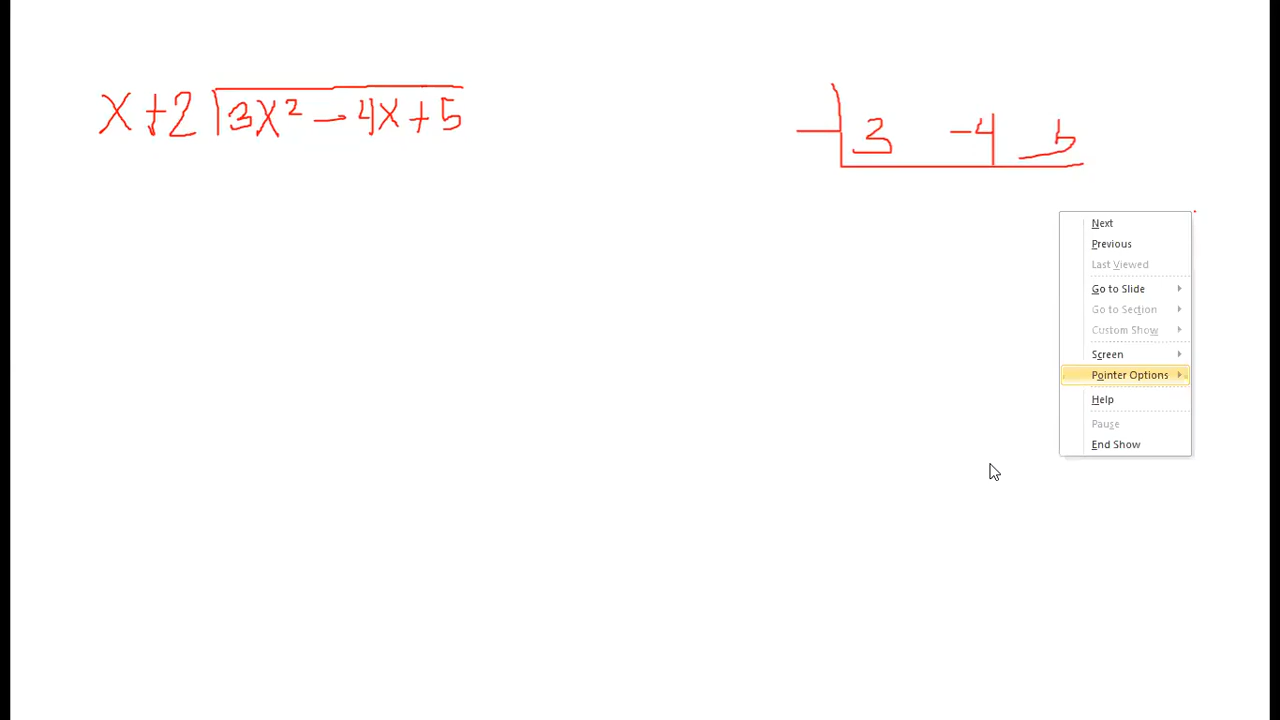 x + 2 3x² - 4x + 5
3 -4 5
Next
Previous
Last Viewed
Go to Slide
Go to Section
Custom Show
Screen
Pointer Options
Help
Pause
End Show